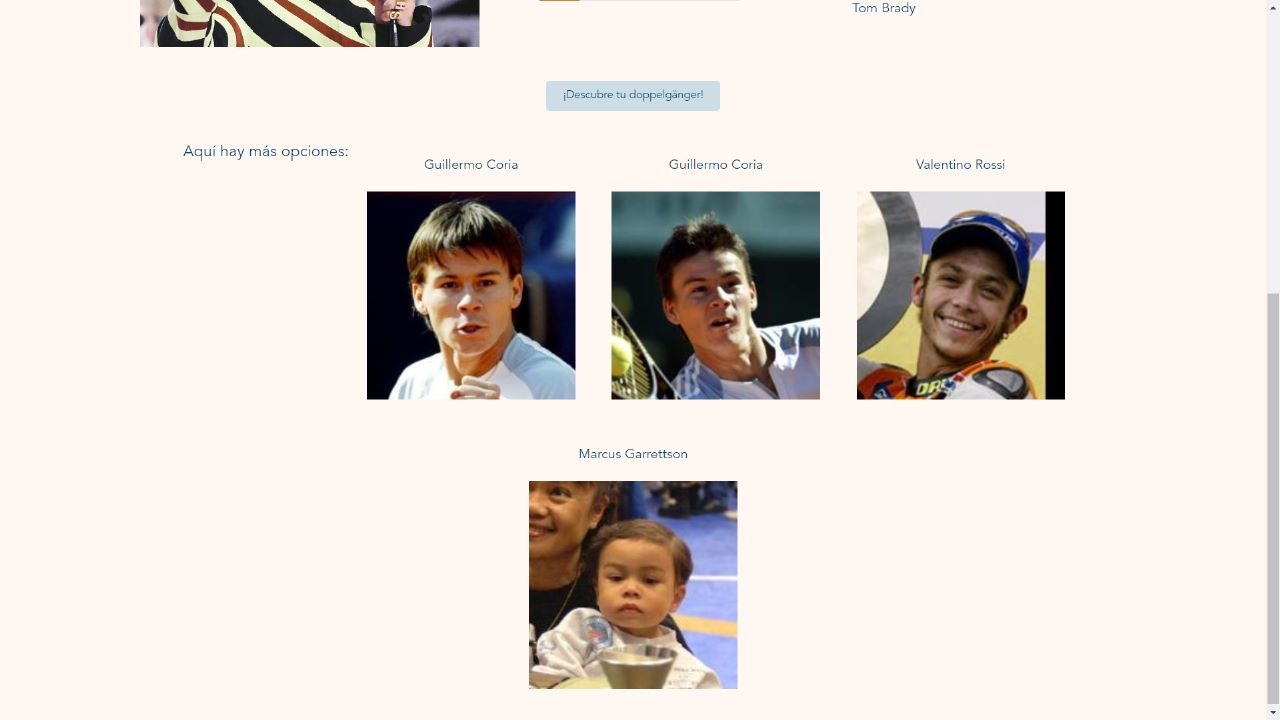 Tom Brady
¡Descubre tu doppelgänger!
Aquí hay más opciones:
Guillermo Coria
Guillermo Coria
Valentino Rossi
Marcus Garrettson